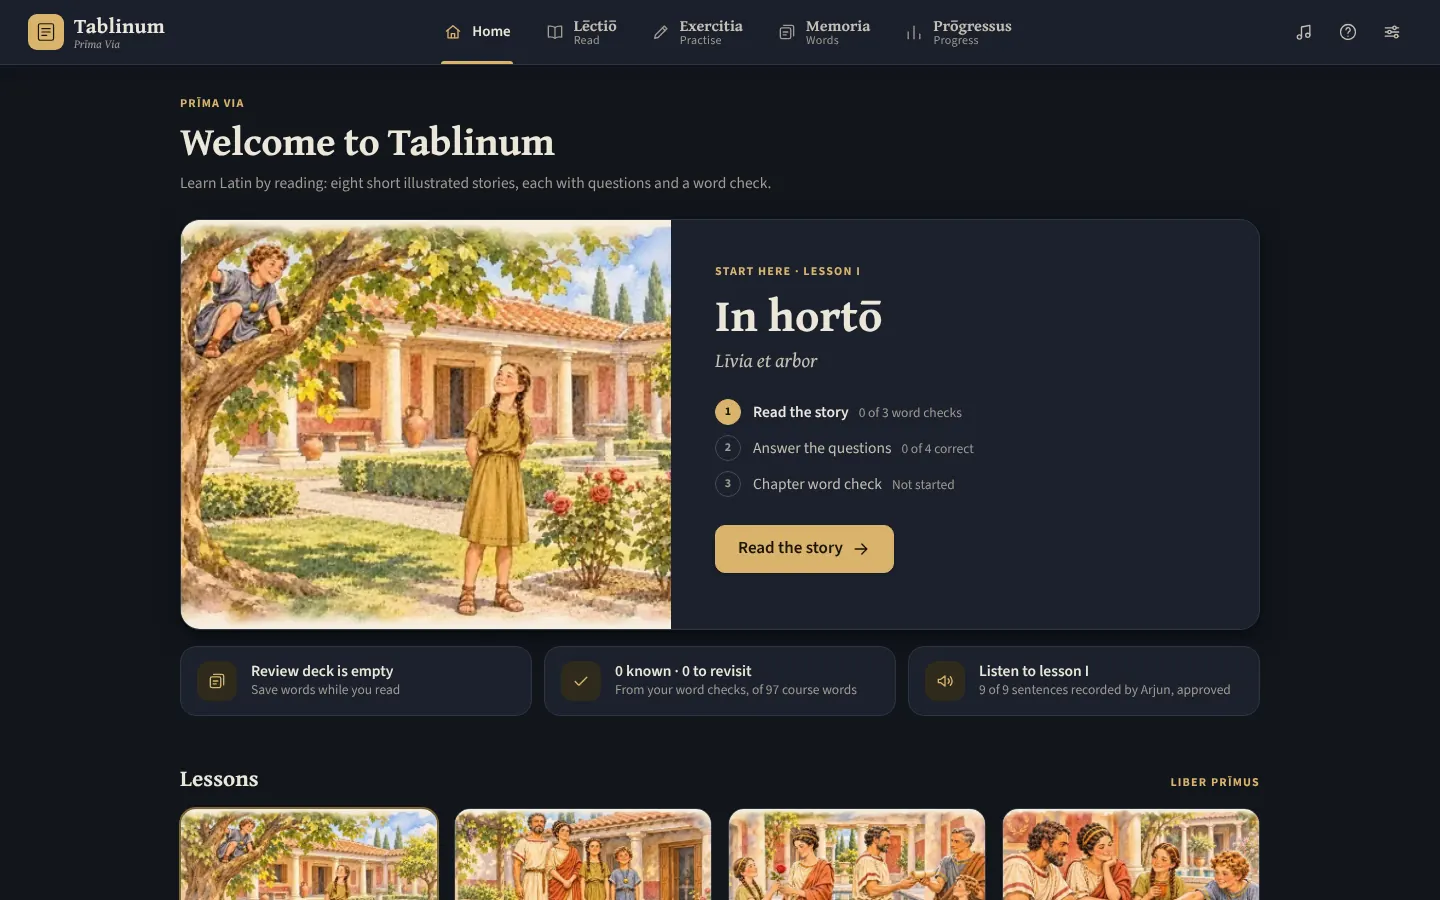 Tablinum
Prīma Via
Home
Lēctiō
Read
Exercitia
Practise
Memoria
Words
Prōgressus
Progress
PRĪMA VIA
Welcome to Tablinum
Learn Latin by reading: eight short illustrated stories, each with questions and a word check.
START HERE · LESSON I
In hortō
Līvia et arbor
1 Read the story 0 of 3 word checks
2 Answer the questions 0 of 4 correct
3 Chapter word check Not started
Read the story →
Review deck is empty
Save words while you read
0 known · 0 to revisit
From your word checks, of 97 course words
Listen to lesson I
9 of 9 sentences recorded by Arjun, approved
Lessons
LIBER PRĪMUS